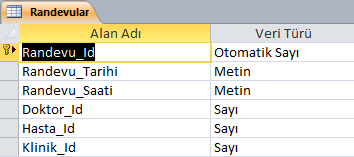 Randevular
Alan Adı Veri Türü
Randevu_Id Otomatik Sayı
Randevu_Tarihi Metin
Randevu_Saati Metin
Doktor_Id Sayı
Hasta_Id Sayı
Klinik_Id Sayı